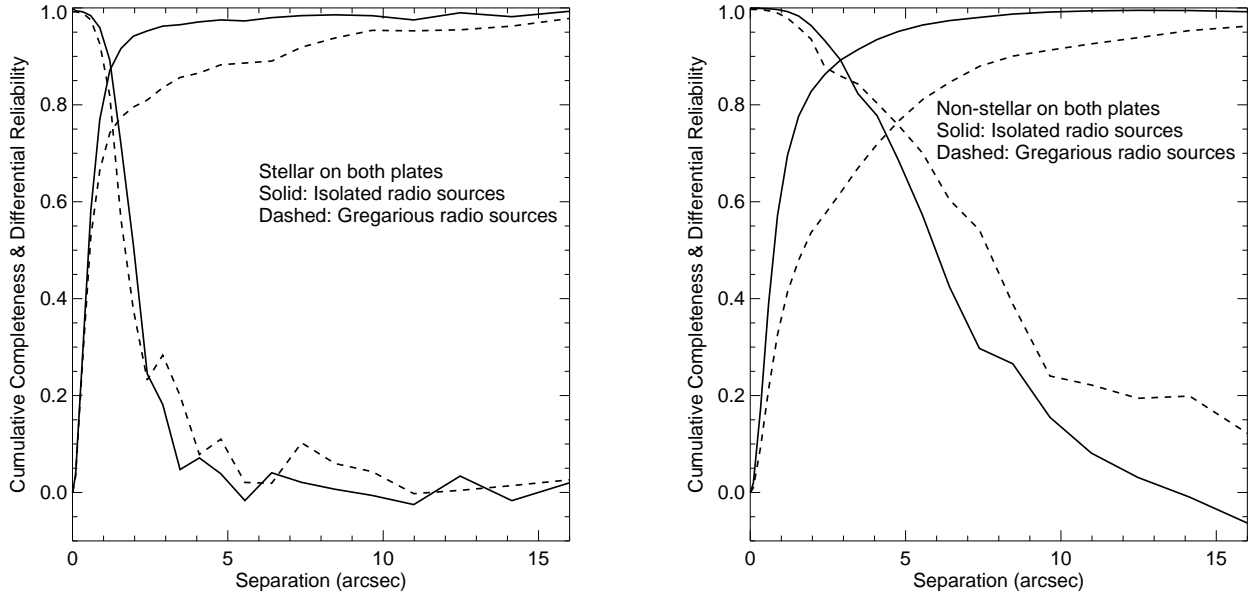 Cumulative Completeness & Differential Reliability
1.0
0.8
0.6
0.4
0.2
0.0
Stellar on both plates
Solid: Isolated radio sources
Dashed: Gregarious radio sources
0 5 10 15
Separation (arcsec)
Cumulative Completeness & Differential Reliability
1.0
0.8
0.6
0.4
0.2
0.0
Non-stellar on both plates
Solid: Isolated radio sources
Dashed: Gregarious radio sources
0 5 10 15
Separation (arcsec)